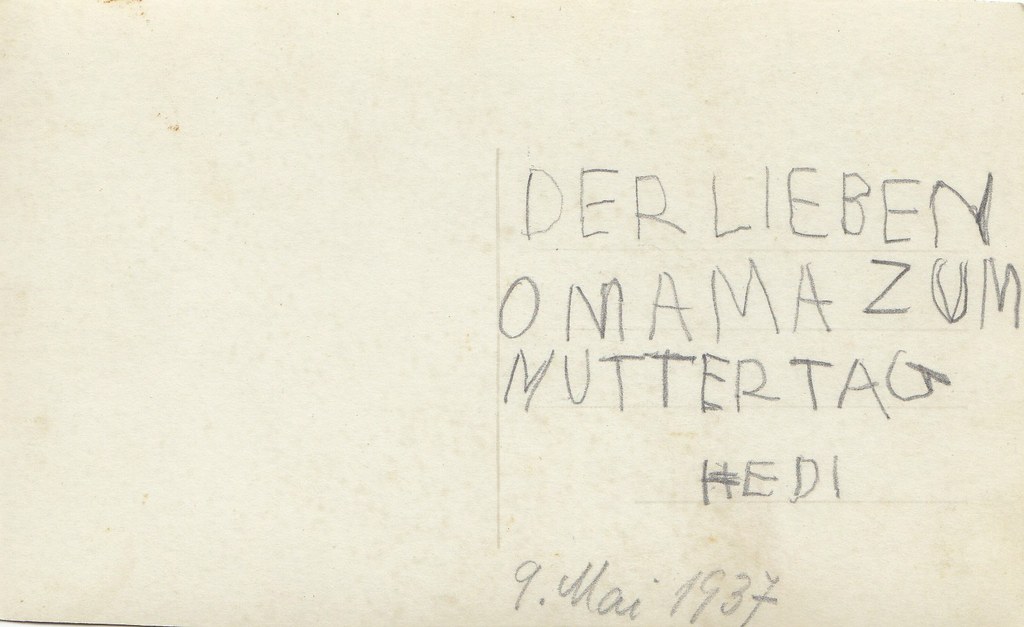 DER LIEBEN
OMAMA ZUM
MUTTERTAG
HEDI
9. Mai 1937